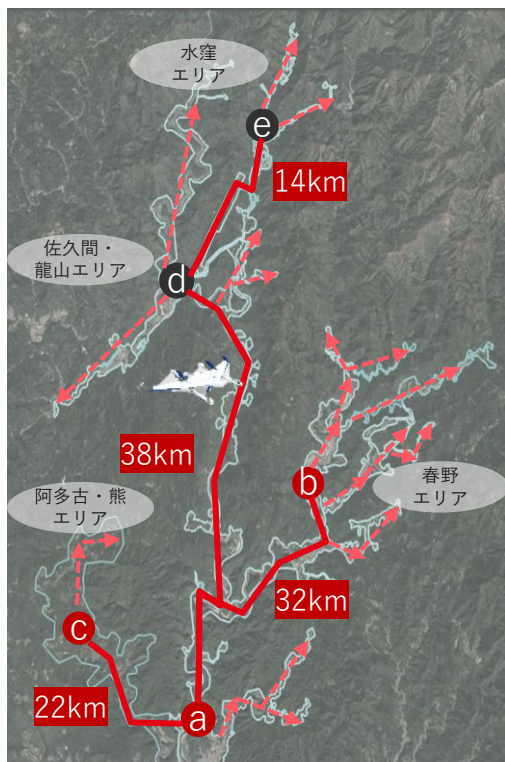 水窪
エリア
e
14km
佐久間・
龍山エリア
d
38km
b
春野
エリア
阿多古・熊
エリア
32km
c
22km
a